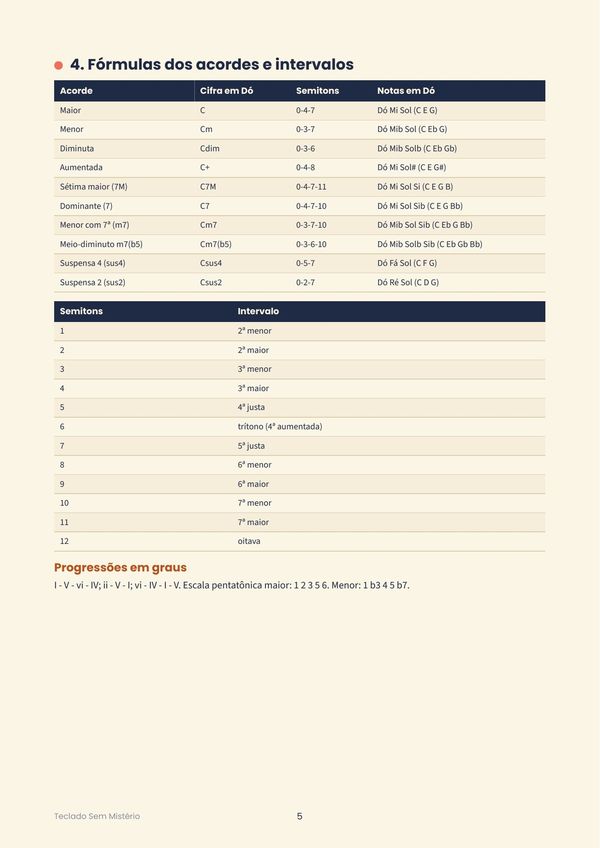 4. Fórmulas dos acordes e intervalos
Acorde Cifra em Dó Semitons Notas em Dó
Maior C 0-4-7 Dó Mi Sol (C E G)
Menor Cm 0-3-7 Dó Mib Sol (C Eb G)
Diminuta Cdim 0-3-6 Dó Mib Solb (C Eb Gb)
Aumentada C+ 0-4-8 Dó Mi Sol# (C E G#)
Sétima maior (7M) C7M 0-4-7-11 Dó Mi Sol Si (C E G B)
Dominante (7) C7 0-4-7-10 Dó Mi Sol Sib (C E G Bb)
Menor com 7ª (m7) Cm7 0-3-7-10 Dó Mib Sol Sib (C Eb G Bb)
Meio-diminuto m7(b5) Cm7(b5) 0-3-6-10 Dó Mib Solb Sib (C Eb Gb Bb)
Suspensa 4 (sus4) Csus4 0-5-7 Dó Fá Sol (C F G)
Suspensa 2 (sus2) Csus2 0-2-7 Dó Ré Sol (C D G)
Semitons Intervalo
1 2ª menor
2 2ª maior
3 3ª menor
4 3ª maior
5 4ª justa
6 trítono (4ª aumentada)
7 5ª justa
8 6ª menor
9 6ª maior
10 7ª menor
11 7ª maior
12 oitava
Progressões em graus
I - V - vi - IV; ii - V - I; vi - IV - I - V. Escala pentatônica maior: 1 2 3 5 6. Menor: 1 b3 4 5 b7.
Teclado Sem Mistério 5